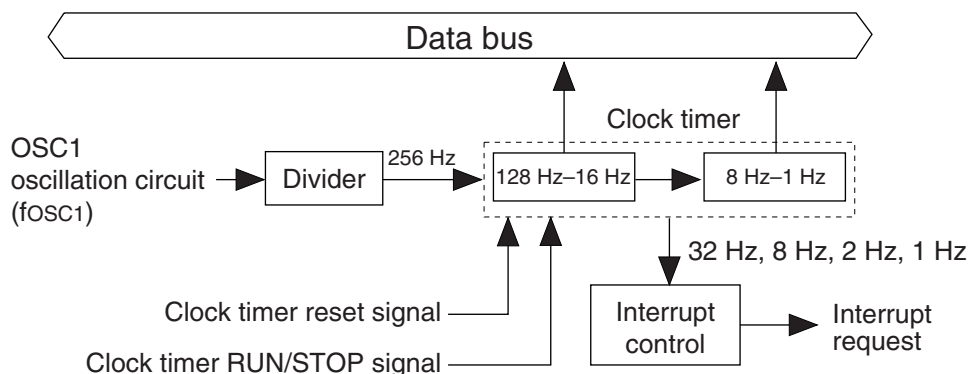 Data bus
Clock timer
OSC1
oscillation circuit
(fOSC1)
Divider
256 Hz
128 Hz–16 Hz
8 Hz–1 Hz
32 Hz, 8 Hz, 2 Hz, 1 Hz
Clock timer reset signal
Clock timer RUN/STOP signal
Interrupt
control
Interrupt
request